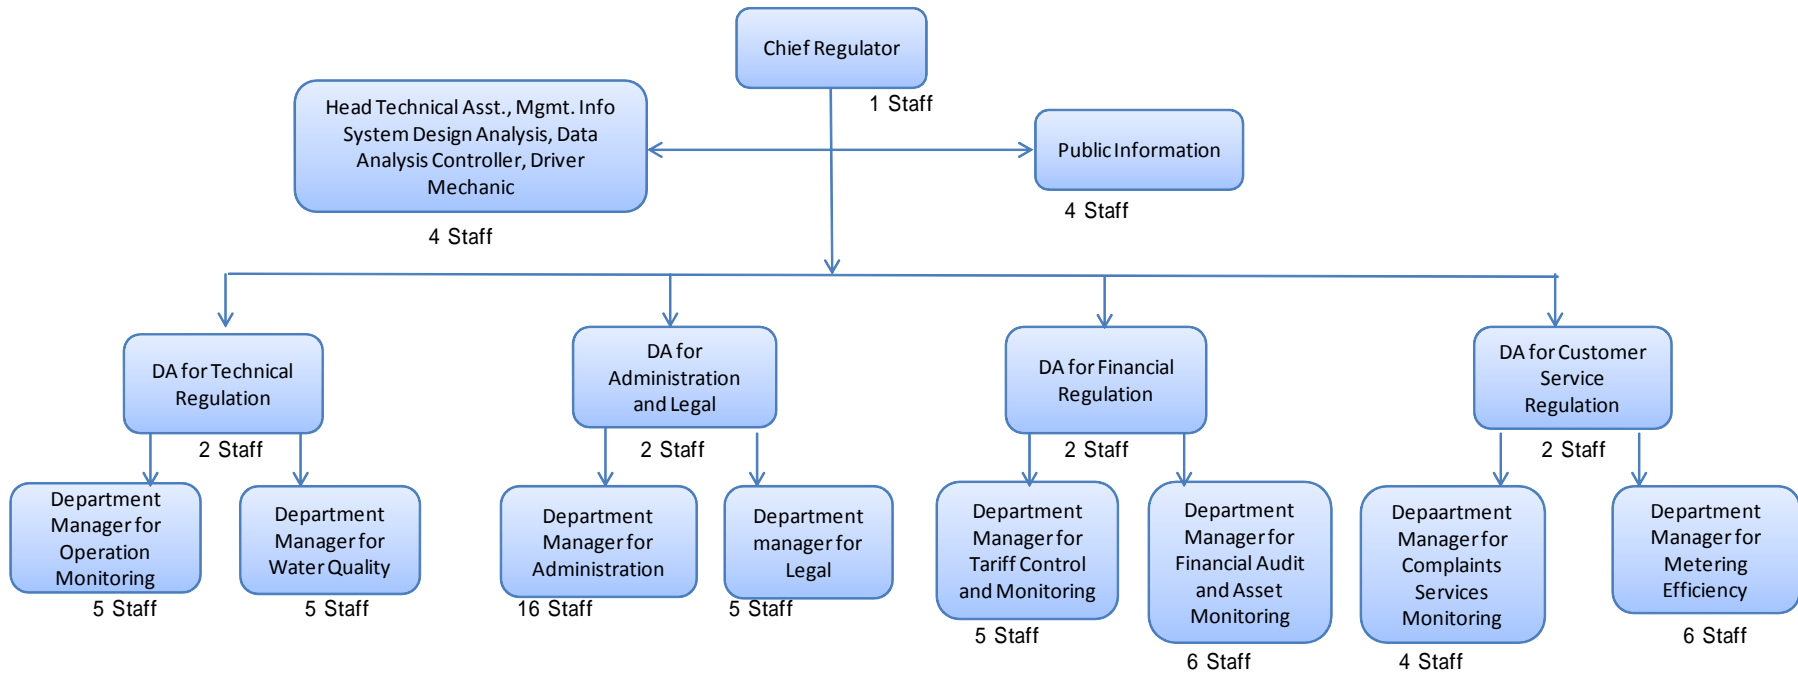 Chief Regulator
1 Staff
Head Technical Asst., Mgmt. Info
System Design Analysis, Data
Analysis Controller, Driver
Mechanic
4 Staff
Public Information
4 Staff
DA for Technical
Regulation
2 Staff
DA for
Administration
and Legal
2 Staff
DA for Financial
Regulation
2 Staff
DA for Customer
Service
Regulation
2 Staff
Department
Manager for
Operation
Monitoring
5 Staff
Department
Manager for
Water Quality
5 Staff
Department
Manager for
Administration
16 Staff
Department
manager for
Legal
5 Staff
Department
Manager for
Tariff Control
and Monitoring
5 Staff
Department
Manager for
Financial Audit
and Asset
Monitoring
6 Staff
Depaartment
Manager for
Complaints
Services
Monitoring
4 Staff
Department
Manager for
Metering
Efficiency
6 Staff